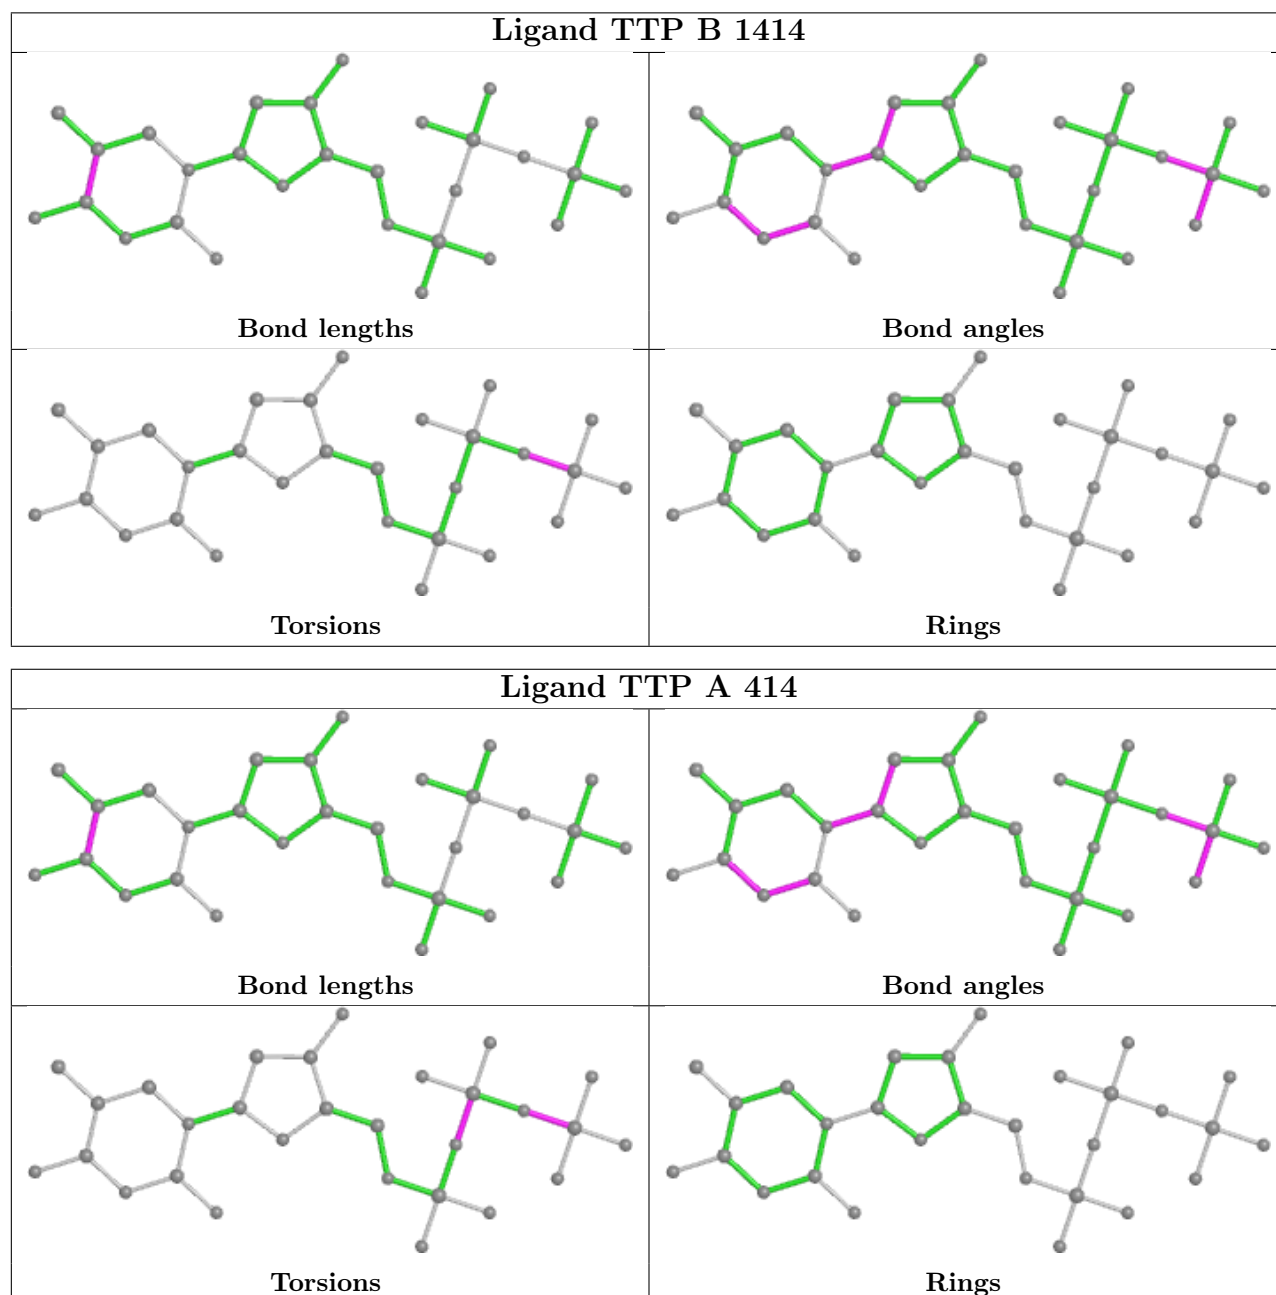 Ligand TTP B 1414
Bond lengths
Bond angles
Torsions
Rings
Ligand TTP A 414
Bond lengths
Bond angles
Torsions
Rings